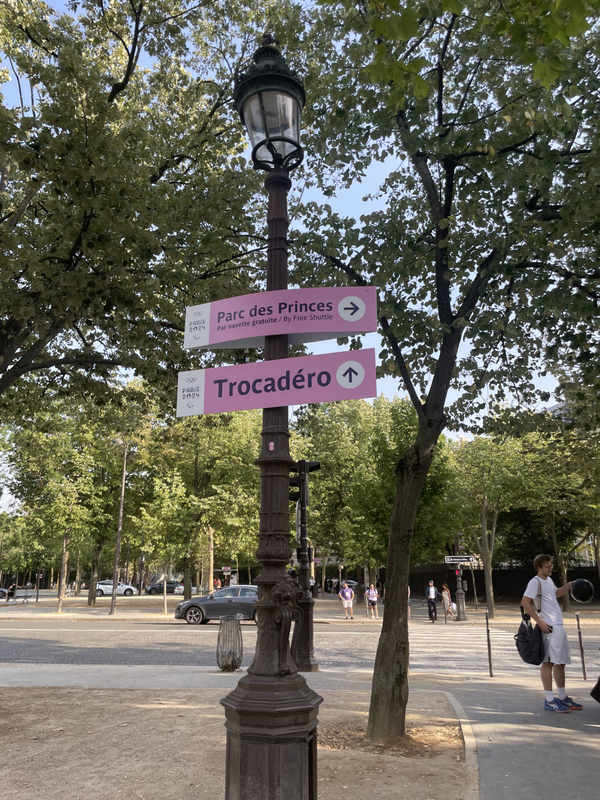 PARIS
2024
Parc des Princes
Par navette gratuite / By Free Shuttle
PARIS
2024
Trocadéro